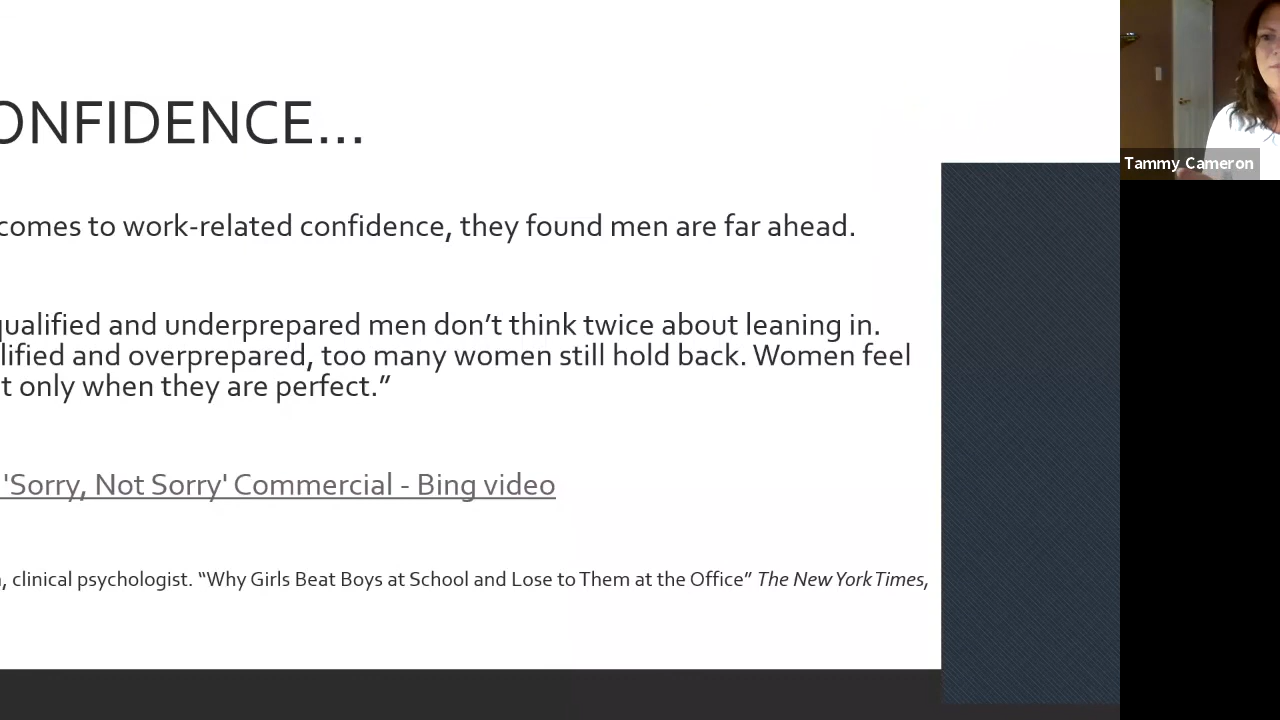 ONFIDENCE...
comes to work-related confidence, they found men are far ahead.
qualified and underprepared men don't think twice about leaning in.
lified and overprepared, too many women still hold back. Women feel
t only when they are perfect.”
'Sorry, Not Sorry' Commercial - Bing video
, clinical psychologist. “Why Girls Beat Boys at School and Lose to Them at the Office” The New York Times,
Tammy Cameron